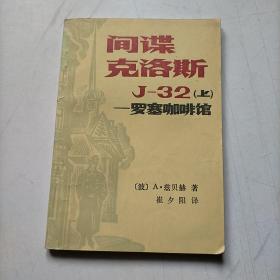 间谍
克洛斯
J-32(上)
—罗塞咖啡馆
〔波〕A·兹贝赫 著
崔夕阳 译